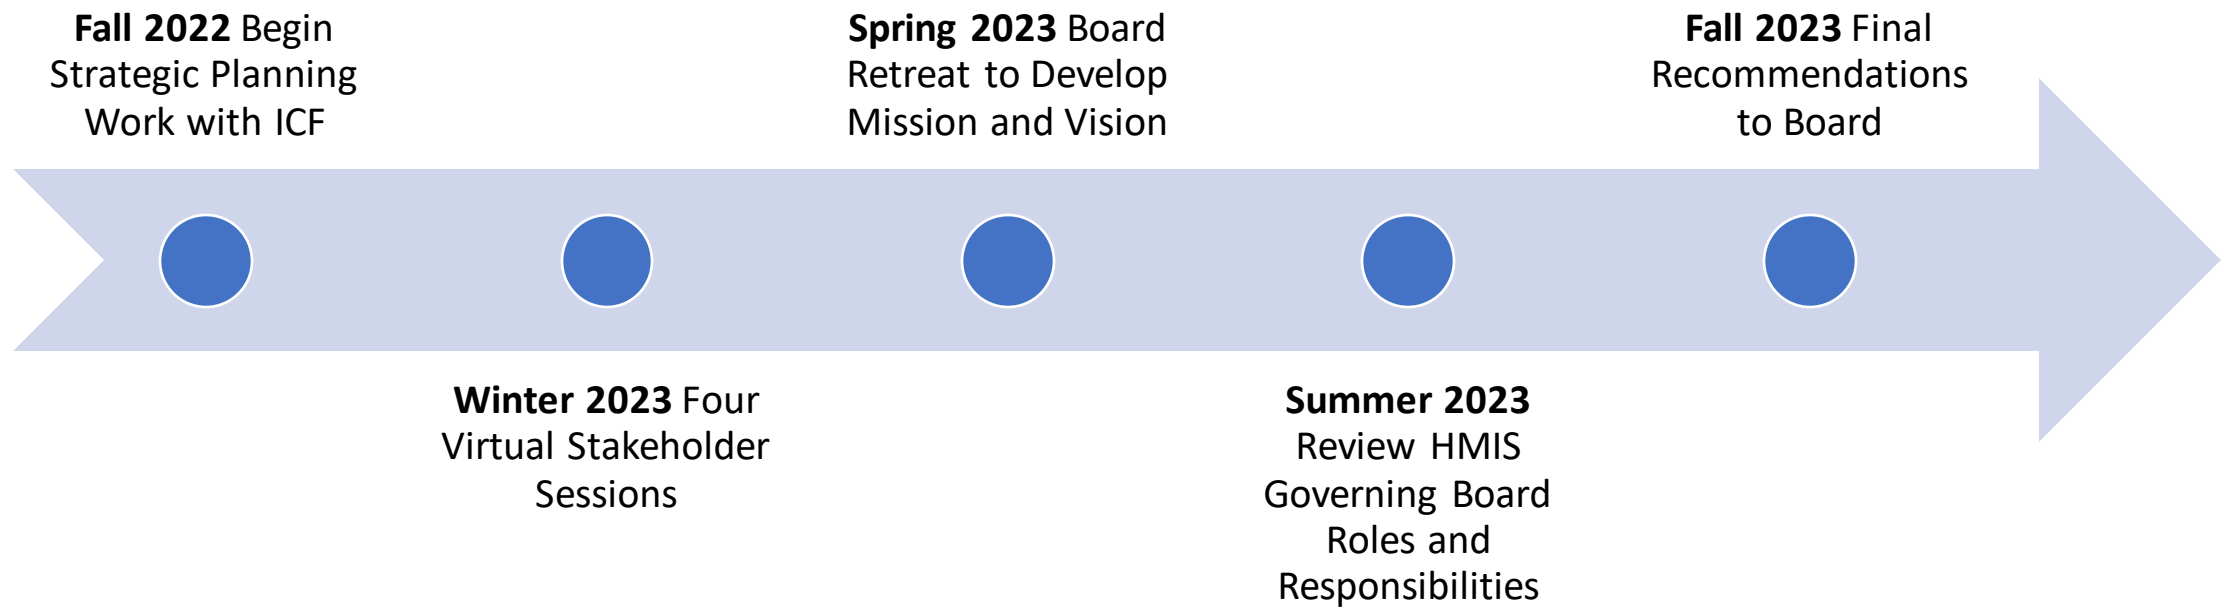 Fall 2022 Begin
Strategic Planning
Work with ICF
Winter 2023 Four
Virtual Stakeholder
Sessions
Spring 2023 Board
Retreat to Develop
Mission and Vision
Summer 2023
Review HMIS
Governing Board
Roles and
Responsibilities
Fall 2023 Final
Recommendations
to Board